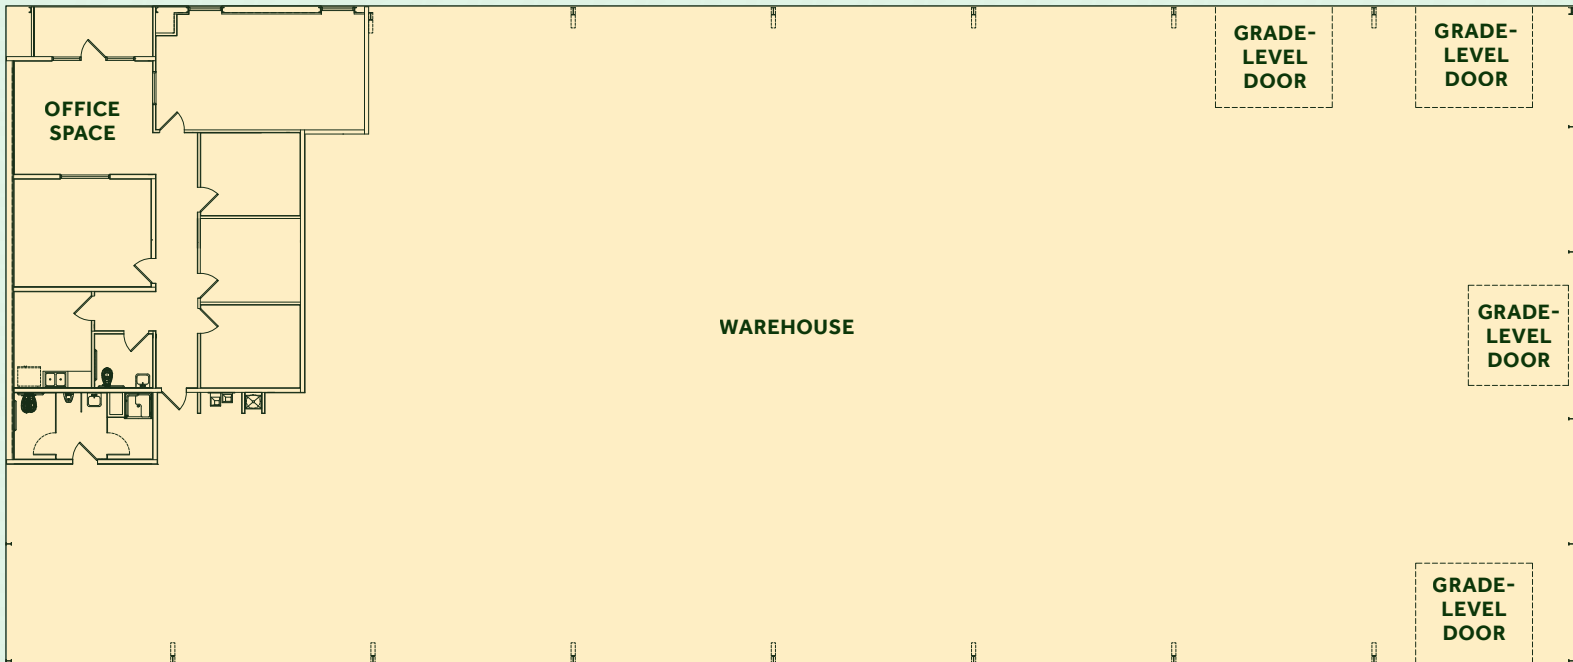 GRADE-
LEVEL
DOOR
GRADE-
LEVEL
DOOR
OFFICE
SPACE
WAREHOUSE
GRADE-
LEVEL
DOOR
GRADE-
LEVEL
DOOR